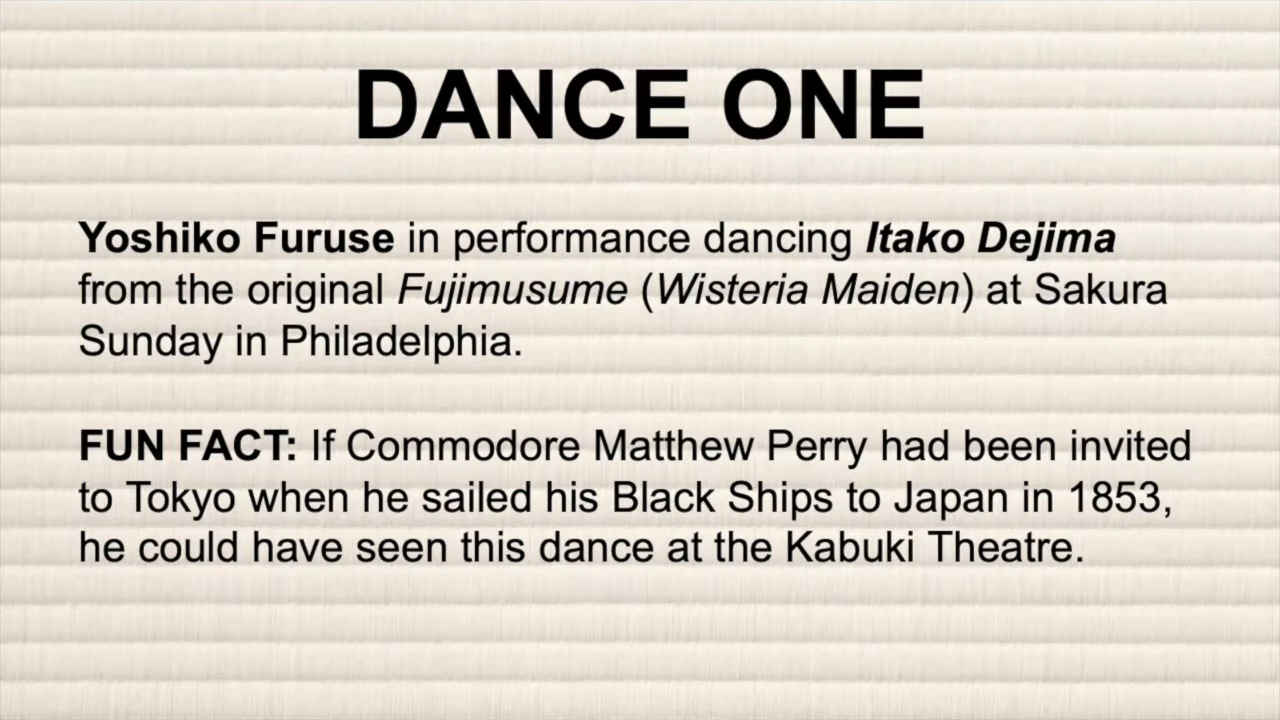 DANCE ONE
Yoshiko Furuse in performance dancing Itako Dejima
from the original Fujimusume (Wisteria Maiden) at Sakura
Sunday in Philadelphia.
FUN FACT: If Commodore Matthew Perry had been invited
to Tokyo when he sailed his Black Ships to Japan in 1853,
he could have seen this dance at the Kabuki Theatre.